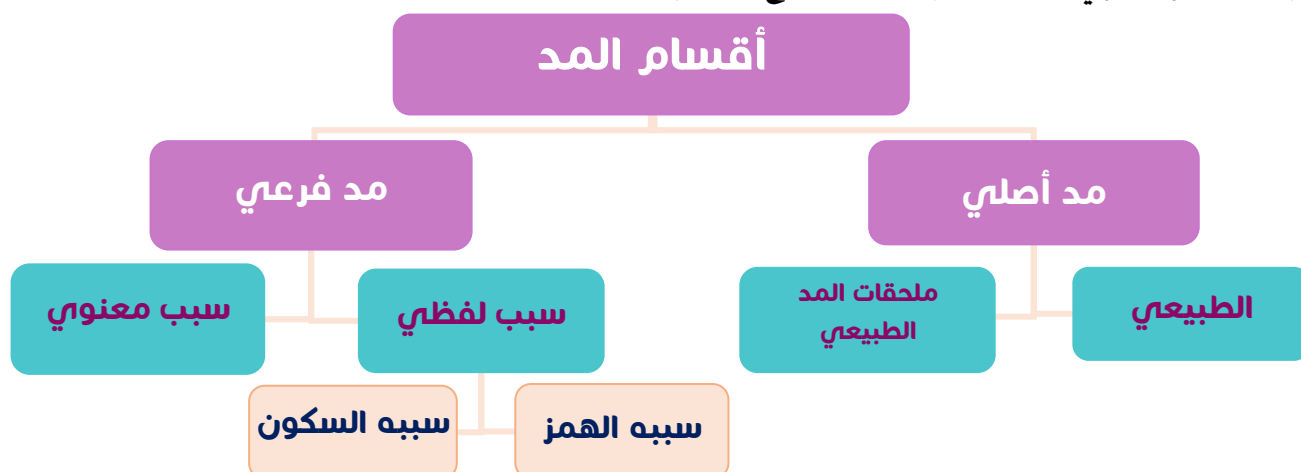 أقسام المد
مد أصلي
مد فرعي
الطبيعي
ملحقات المد
الطبيعي
سبب لفظي
سبب معنوي
سببه الهمز
سببه السكون